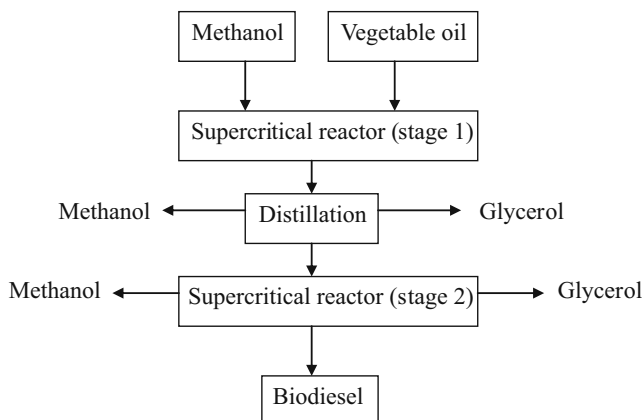 Methanol
Vegetable oil
Supercritical reactor (stage 1)
Methanol
Distillation
Glycerol
Methanol
Supercritical reactor (stage 2)
Glycerol
Biodiesel